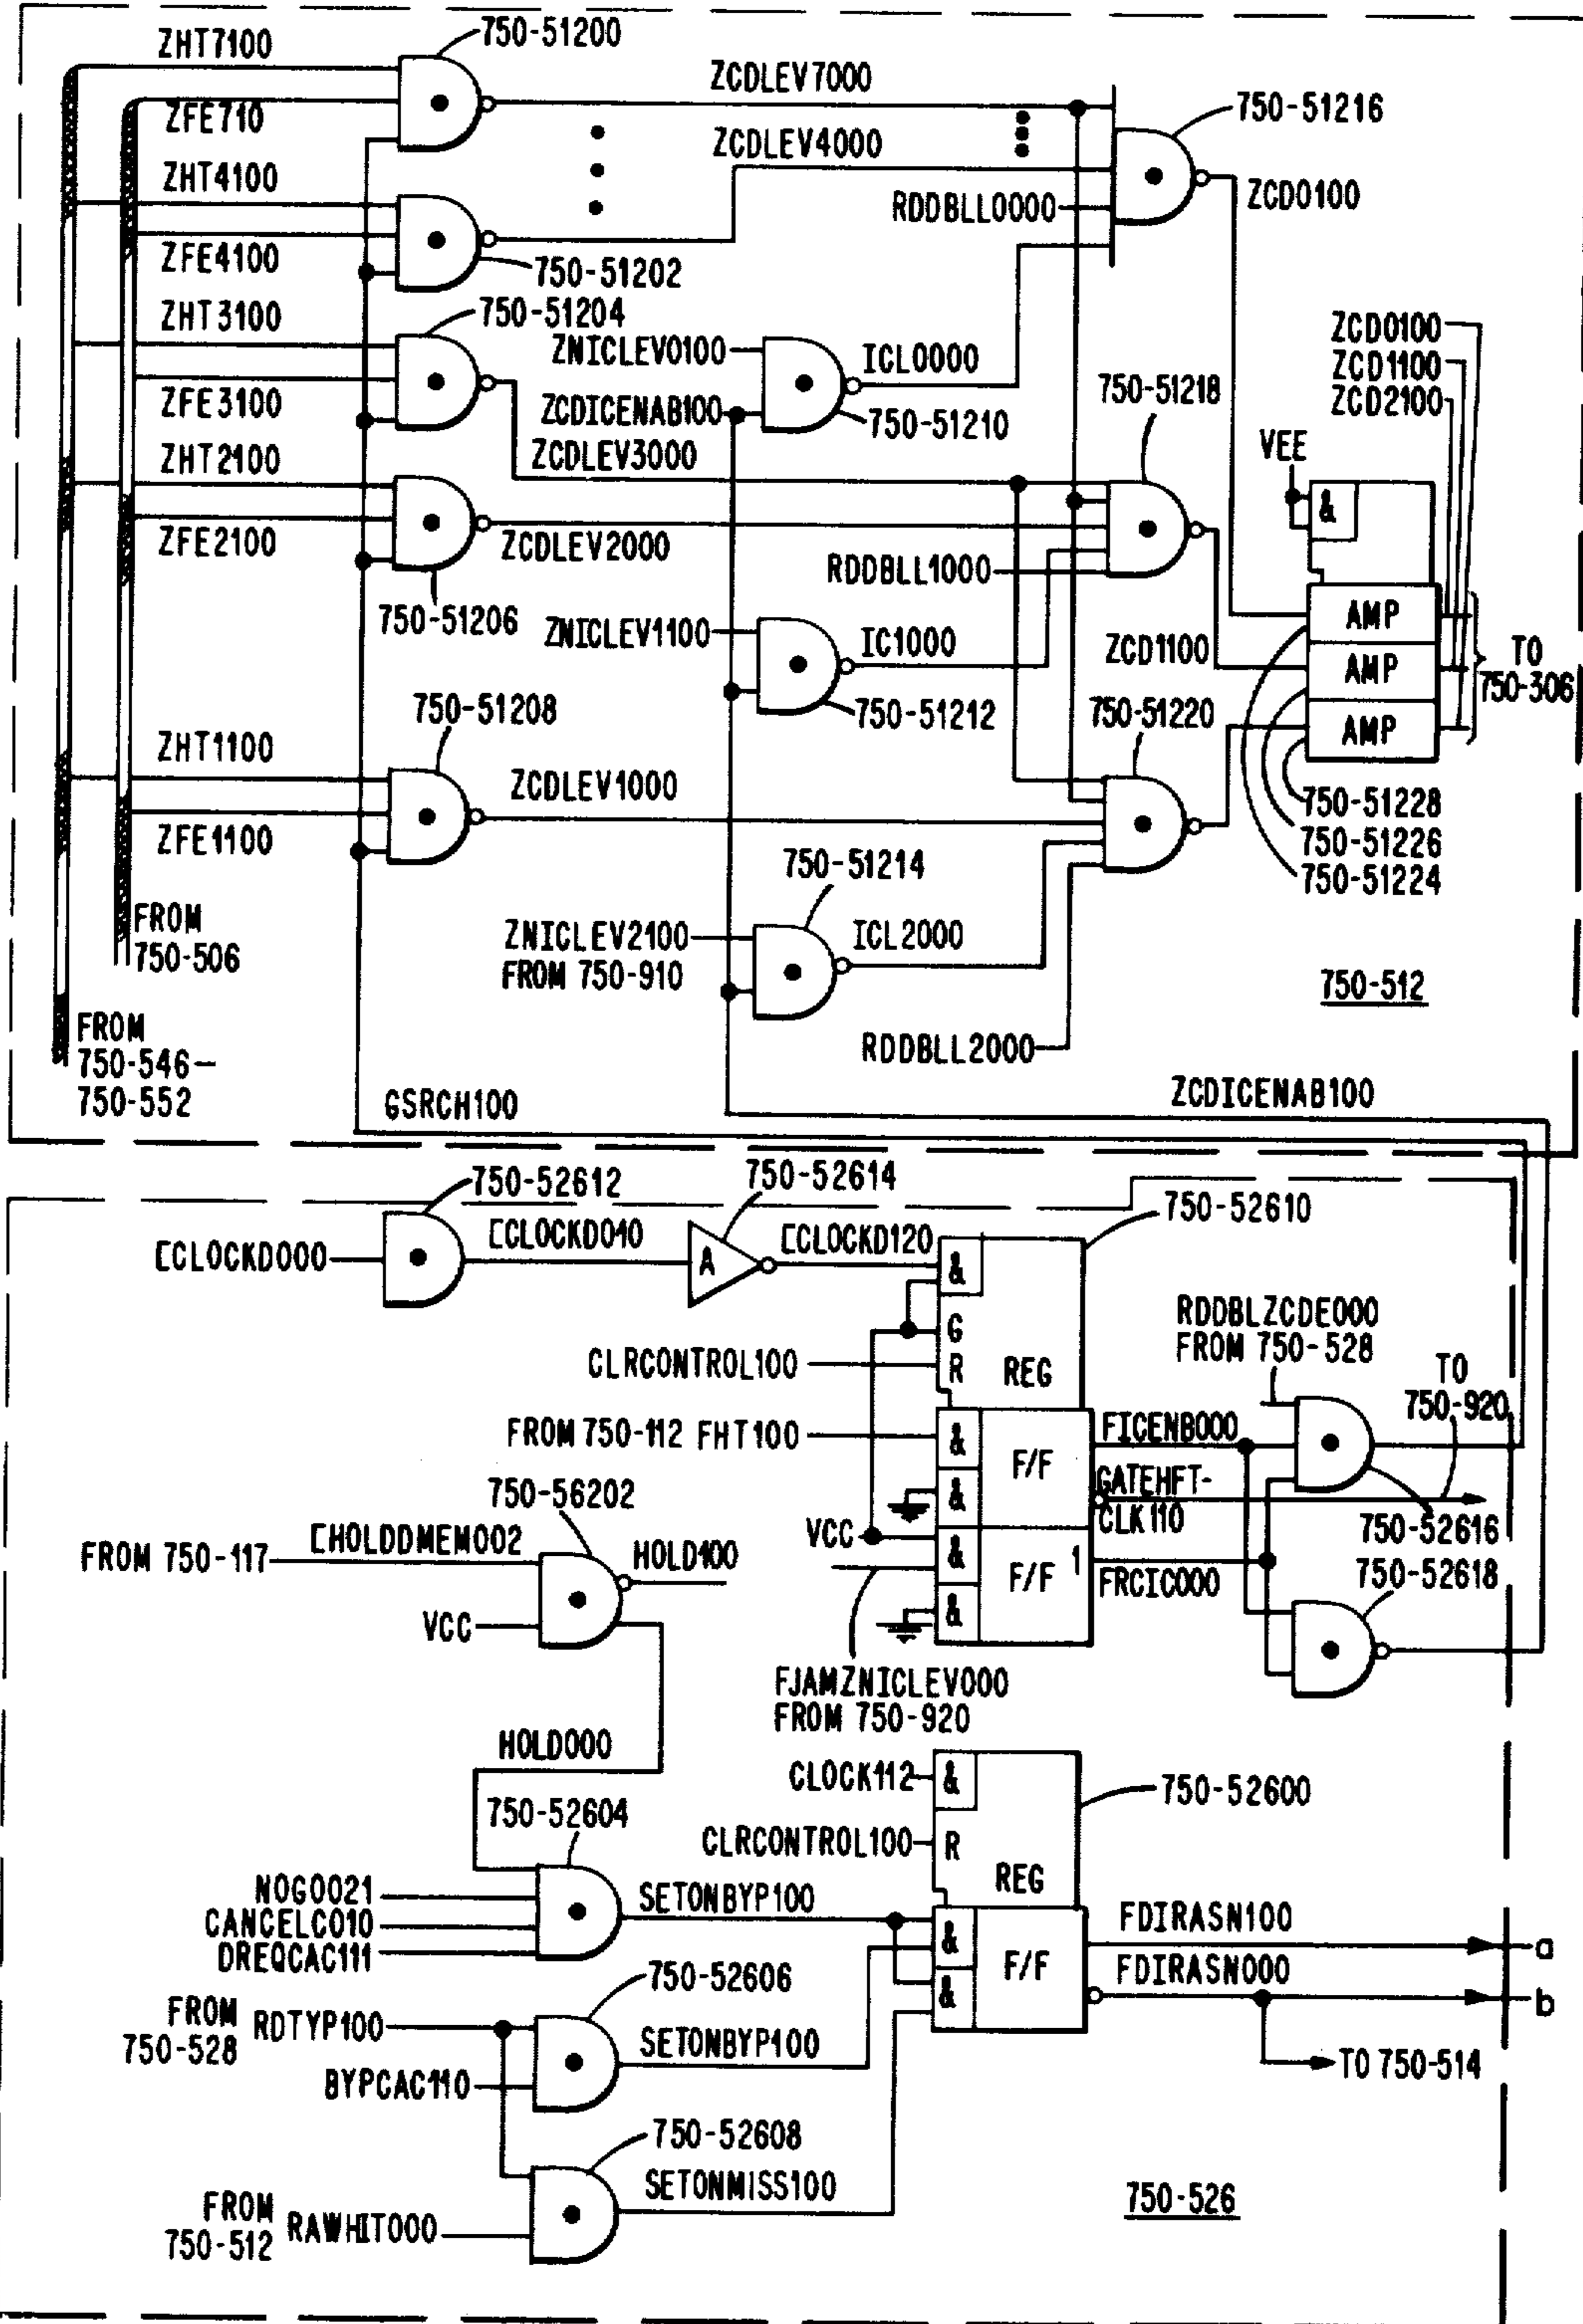 ZHT7100
750-51200
ZCDLEV7000
ZFE710
750-51216
ZCDLEV4000
ZHT4100
RDDBLL0000
ZCD0100
ZFE4100
750-51202
ZHT3100
750-51204
ZNICLEV0100
ICL0000
ZCD0100
ZCD1100
ZCD2100
ZFE3100
ZCDICENAB100
750-51210
750-51218
ZHT2100
ZCDLEV3000
VEE
&
ZFE2100
ZCDLEV2000
RDDBLL1000
750-51206
AMP
ZNICLEV1100
IC1000
ZCD1100
AMP
TO
750-306
750-51208
750-51212
750-51220
AMP
ZHT1100
ZCDLEV1000
ZFE1100
750-51228
750-51226
750-51224
750-51214
FROM
750-506
ZNICLEV2100
FROM 750-910
ICL2000
750-512
FROM
750-546-
750-552
RDDBLL2000
GSRCH100
ZCDICENAB100
750-52612
750-52614
750-52610
[CLOCKD000
[CLOCKD010
A
[CLOCKD120
&
G
R
REG
CLRCONTROL100
RDDBLZCDE000
FROM 750-528
TO
750-920
FROM 750-112 FHT100
&
F/F
FICENB000
&
GATEHFT-
CLK110
750-56202
VCC
750-52616
FROM 750-117
[HOLDDMEM002
HOLD100
&
F/F
1
FRCIC000
750-52618
VCC
&
FJAMZNICLEV000
FROM 750-920
HOLD000
CLOCK112
&
750-52600
750-52604
CLRCONTROL100
R
REG
NOGO021
CANCELC010
DREQCAC111
SETONBYP100
&
F/F
FDIRASN100
a
750-52606
&
FDIRASN000
b
FROM
750-528
RDTYP100
BYPCAC110
SETONBYP100
TO 750-514
750-52608
FROM
750-512
RAWHIT000
SETONMISS100
750-526